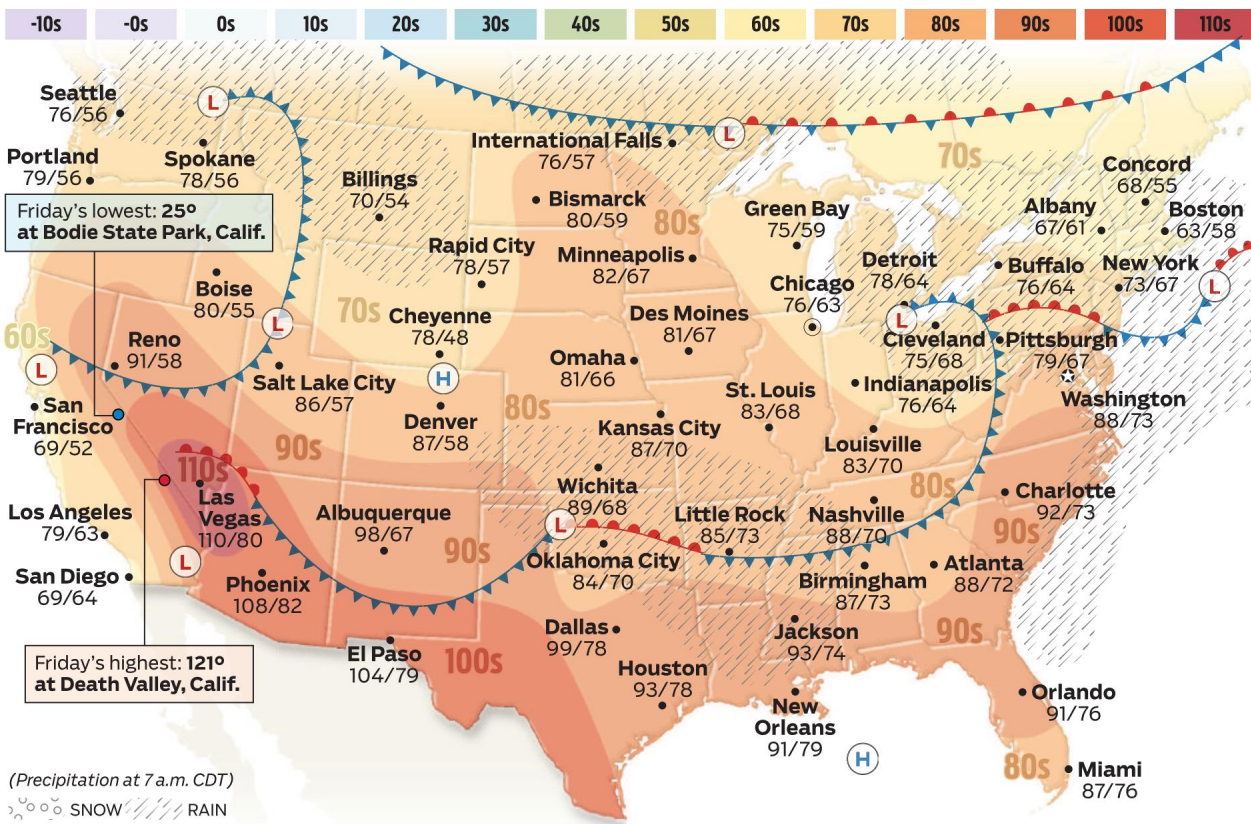 -10s -0s 0s 10s 20s 30s 40s 50s 60s 70s 80s 90s 100s 110s
Seattle
76/56
L
Portland
79/56
Spokane
78/56
Billings
70/54
International Falls
76/57
L
70s
Concord
68/55
Friday's lowest: 25º
at Bodie State Park, Calif.
Bismarck
80/59
80s
Green Bay
75/59
Albany
67/61
Boston
63/58
Rapid City
78/57
Minneapolis
82/67
Detroit
78/64
Buffalo
76/64
New York
73/67
L
Boise
80/55
Chicago
76/63
70s
Cheyenne
78/48
Des Moines
81/67
L
L
Cleveland
75/68
Pittsburgh
79/67
60s
Reno
91/58
L
Salt Lake City
86/57
H
Omaha
81/66
Indianapolis
76/64
Washington
88/73
San
Francisco
69/52
Denver
87/58
80s
St. Louis
83/68
Kansas City
87/70
Louisville
83/70
90s
110s
Las
Vegas
110/80
Wichita
89/68
80s
Charlotte
92/73
Los Angeles
79/63
Albuquerque
98/67
90s
L
Little Rock
85/73
Nashville
88/70
90s
L
Oklahoma City
84/70
San Diego
69/64
Phoenix
108/82
Birmingham
87/73
Atlanta
88/72
Dallas
99/78
Jackson
93/74
90s
El Paso
104/79
100s
Houston
93/78
Friday's highest: 121º
at Death Valley, Calif.
New
Orleans
91/79
H
Orlando
91/76
80s
Miami
87/76
(Precipitation at 7 a.m. CDT)
SNOW RAIN